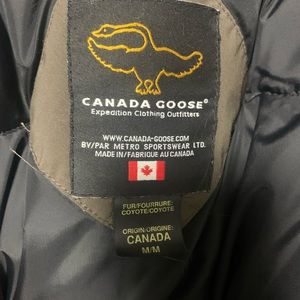 CANADA GOOSE®
Expedition Clothing Outfitters
WWW.CANADA-GOOSE.COM
BY/PAR METRO SPORTSWEAR LTD.
MADE IN/FABRIQUE AU CANADA
FUR/FOURRURE:
COYOTE/COYOTE
ORIGIN/ORIGINE:
CANADA
M/M